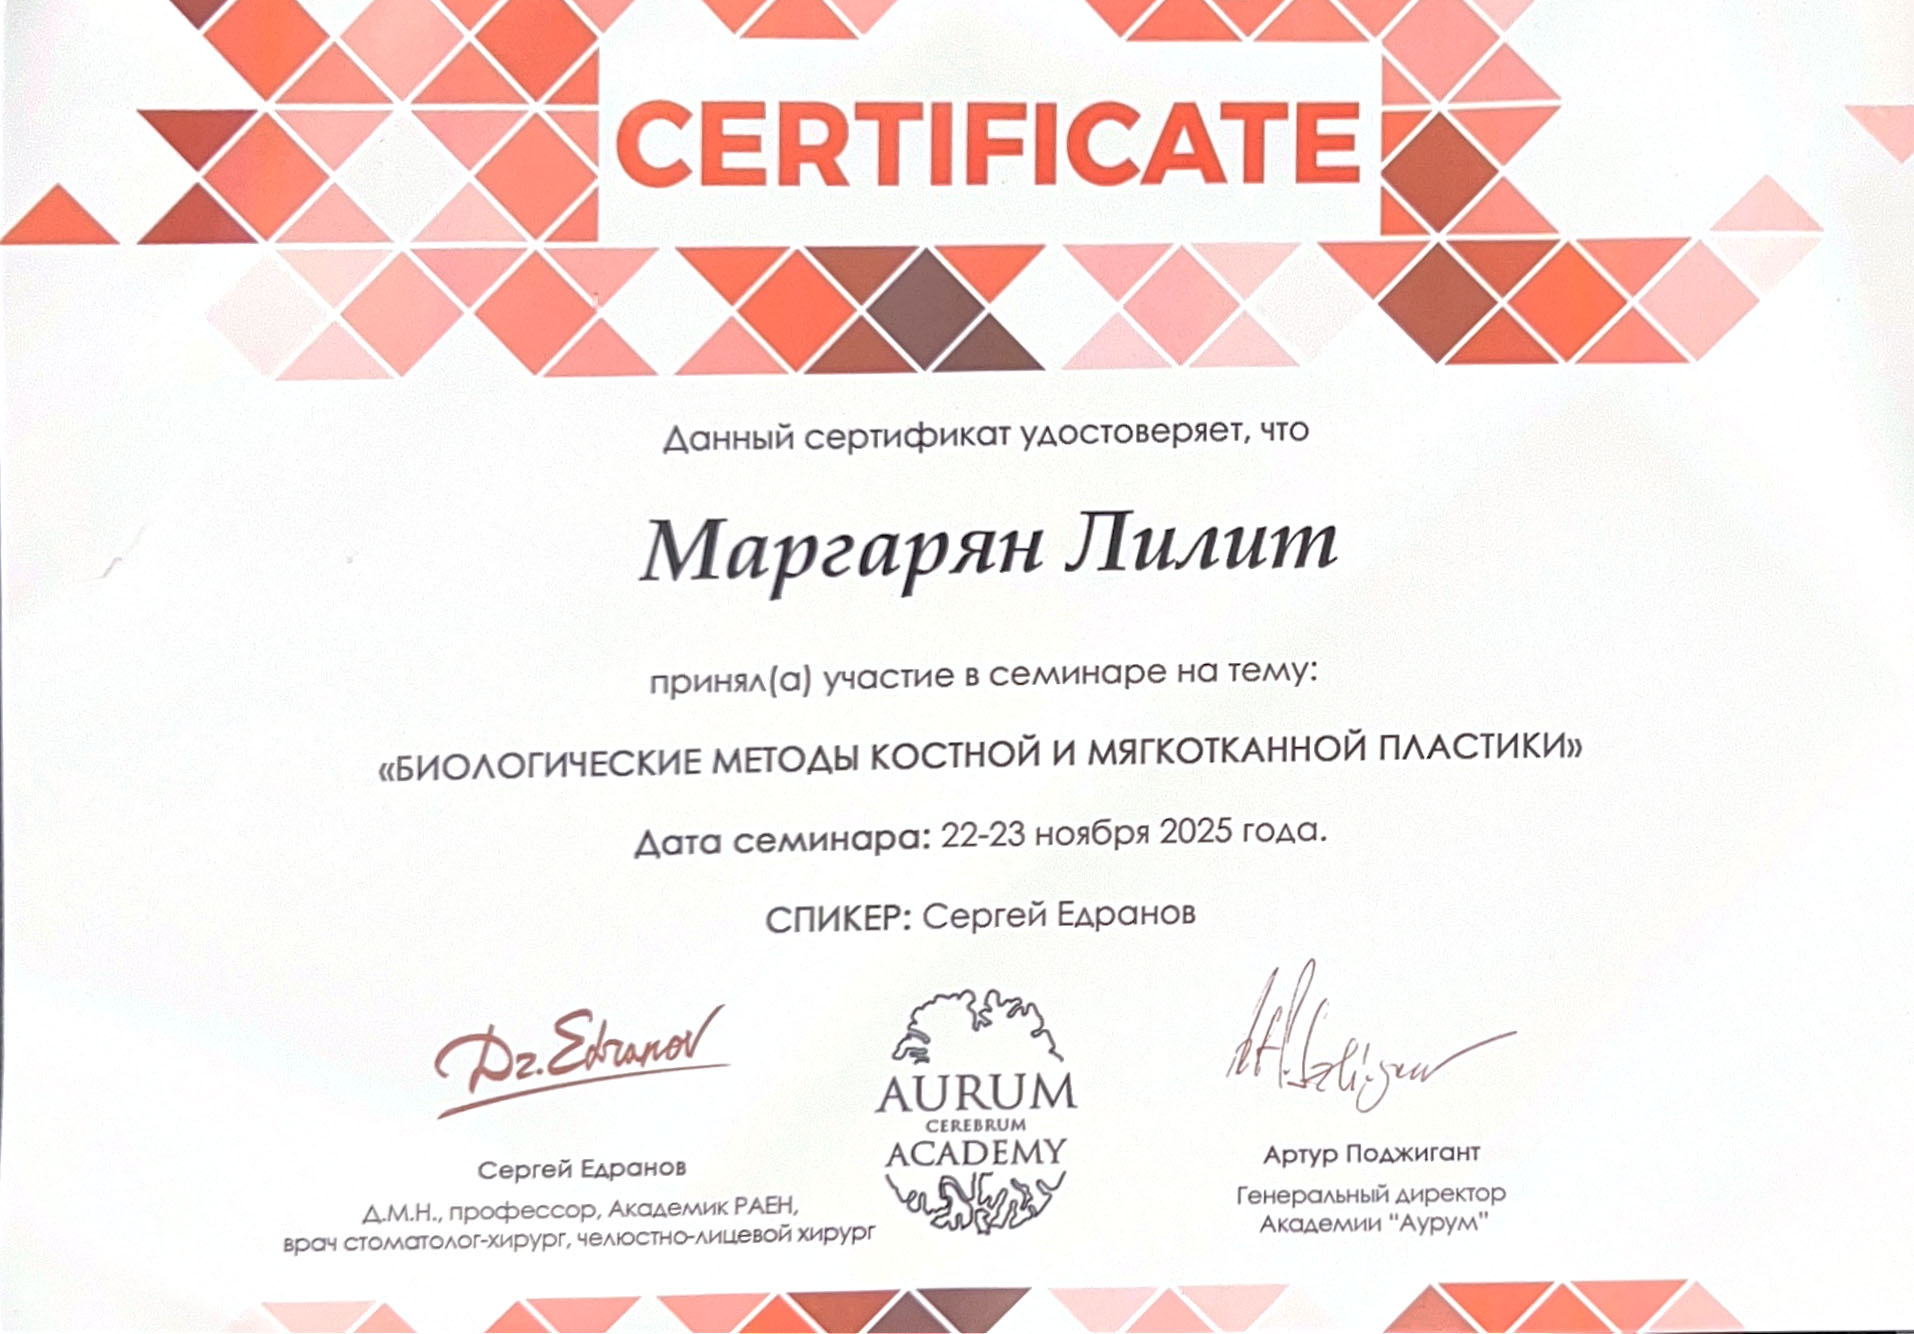 CERTIFICATE
Данный сертификат удостоверяет, что
Маргарян Лилит
принял(а) участие в семинаре на тему:
«БИОЛОГИЧЕСКИЕ МЕТОДЫ КОСТНОЙ И МЯГКОТКАННОЙ ПЛАСТИКИ»
Дата семинара: 22-23 ноября 2025 года.
СПИКЕР: Сергей Едранов
Dr. Edranov
AURUM
CEREBRUM
ACADEMY
Сергей Едранов
Д.М.Н., профессор, Академик РАЕН,
врач стоматолог-хирург, челюстно-лицевой хирург
Артур Поджигант
Генеральный директор
Академии "Аурум"